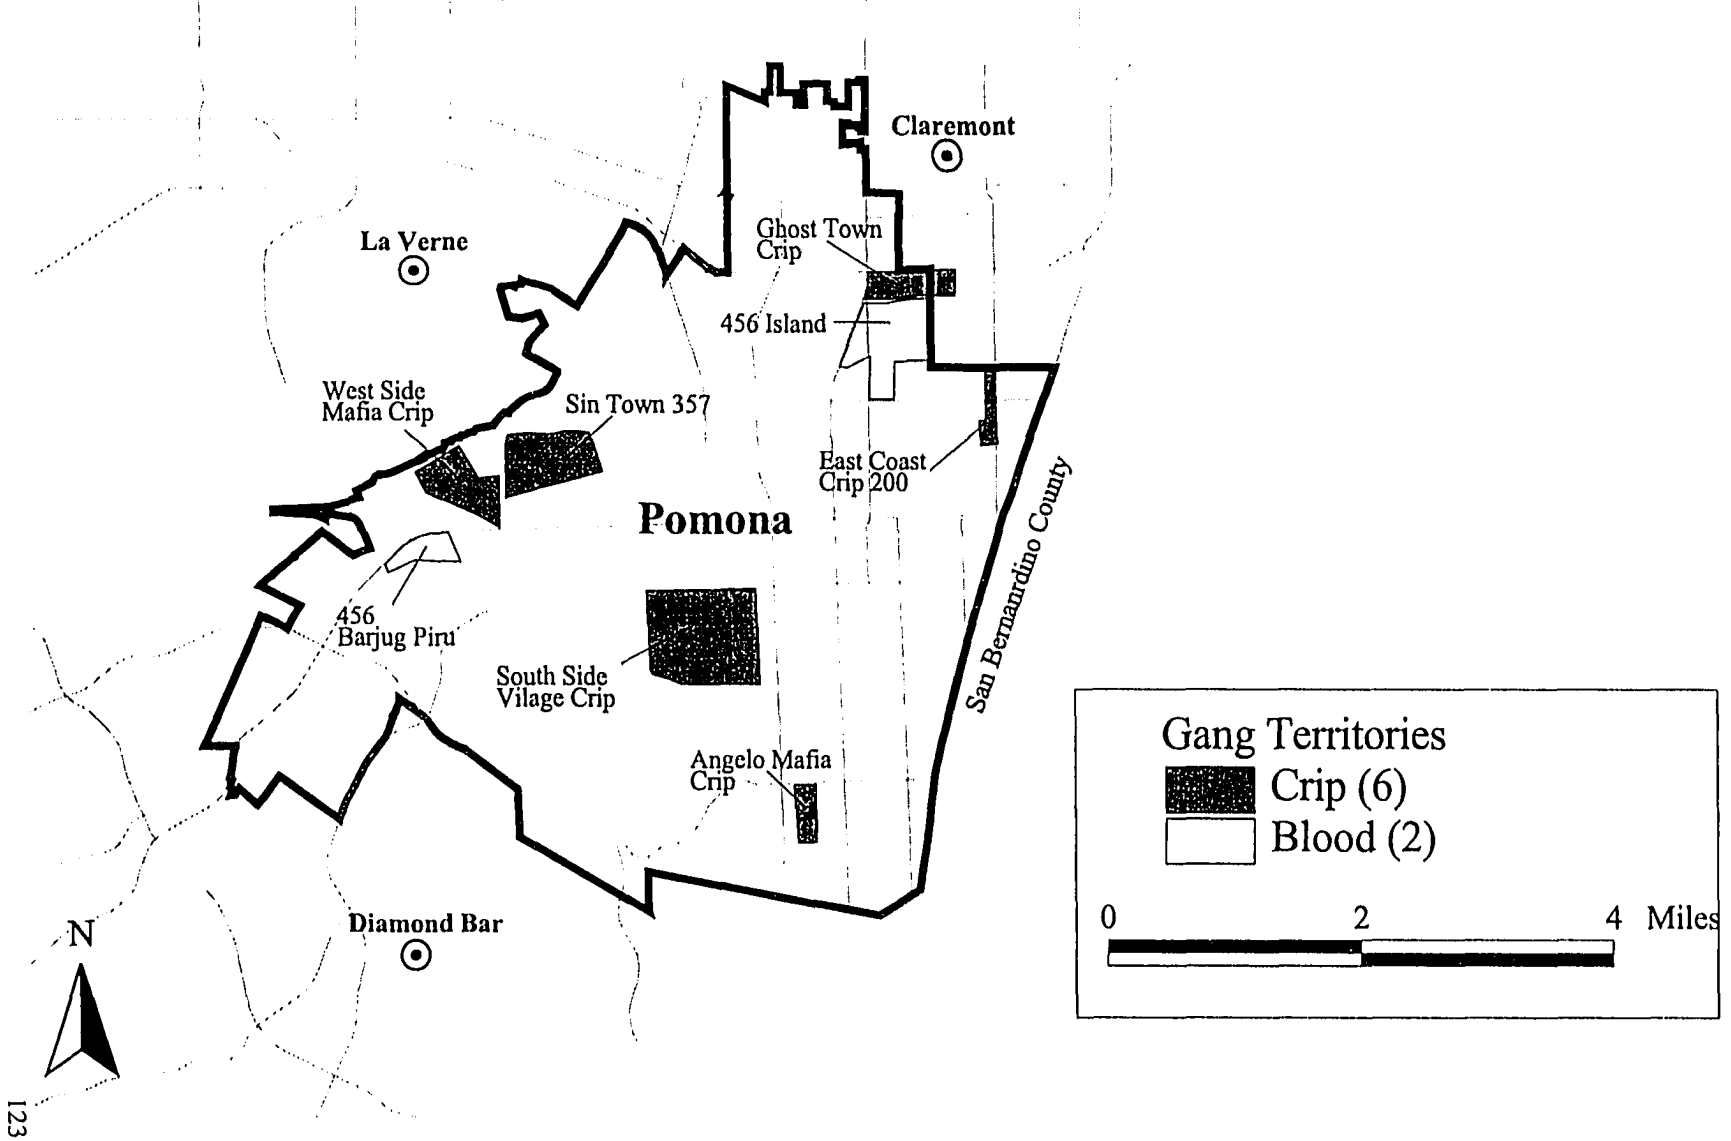 Claremont
La Verne
Ghost Town
Crip
456 Island
West Side
Mafia Crip
Sin Town 357
East Coast
Crip 200
Pomona
San Bernanrdino County
456
Barjug Piru
South Side
Vilage Crip
Angelo Mafia
Crip
Diamond Bar
N
Gang Territories
Crip (6)
Blood (2)
0 2 4 Miles
123